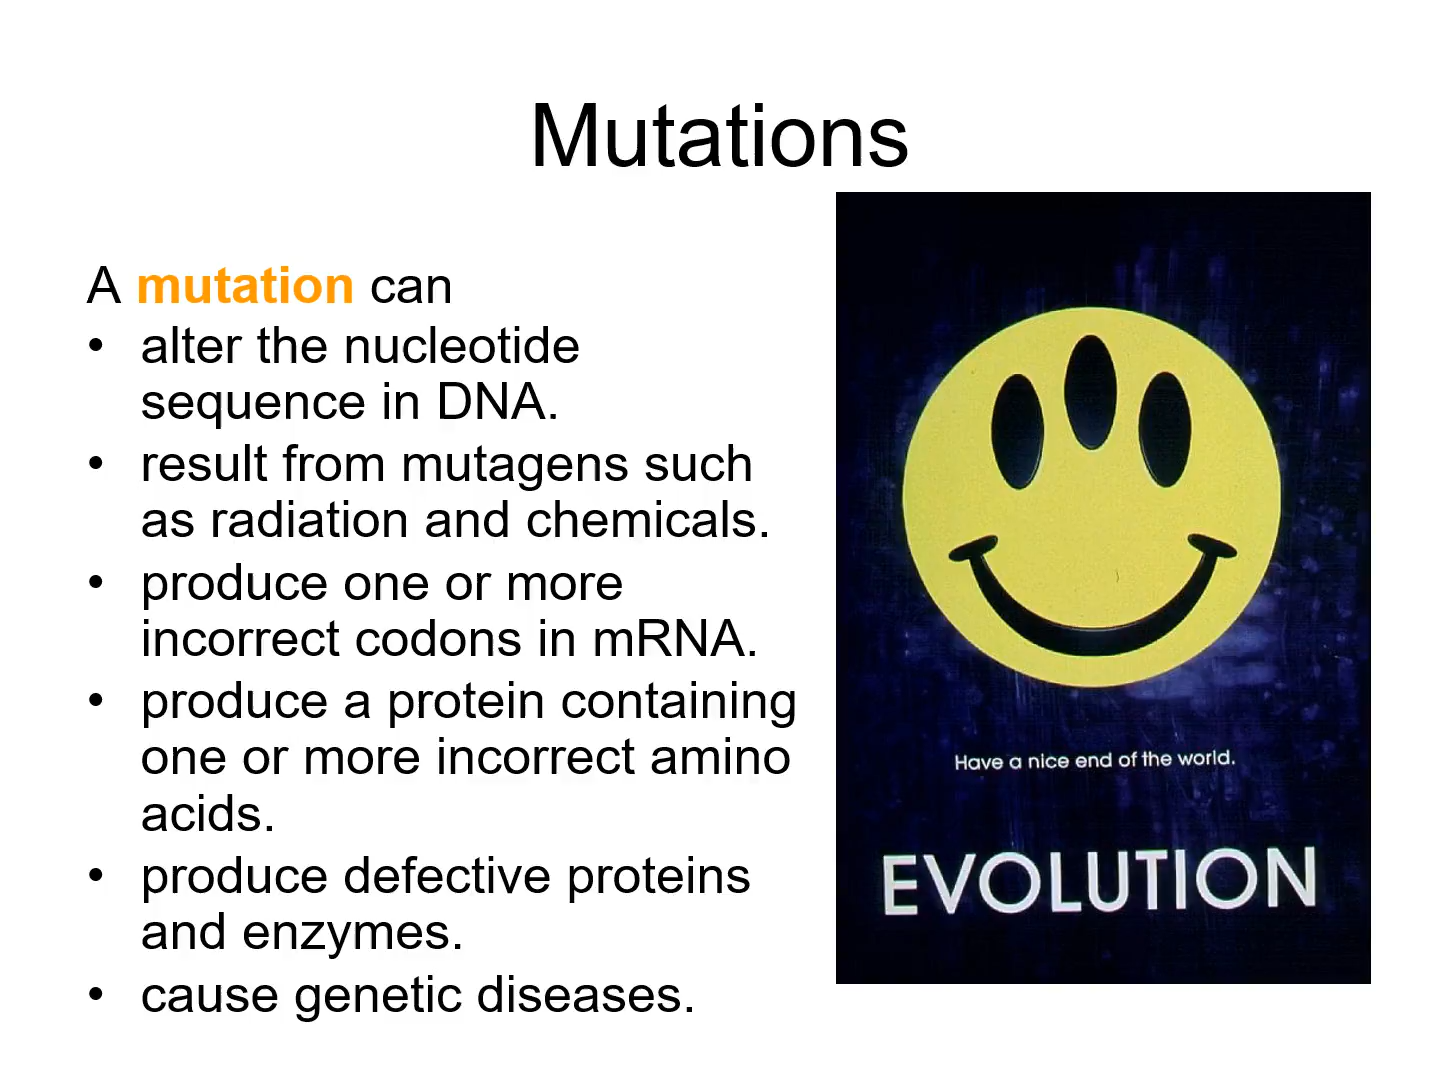 Mutations
A mutation can
• alter the nucleotide
sequence in DNA.
• result from mutagens such
as radiation and chemicals.
• produce one or more
incorrect codons in mRNA.
• produce a protein containing
one or more incorrect amino
acids.
• produce defective proteins
and enzymes.
• cause genetic diseases.
Have a nice end of the world.
EVOLUTION